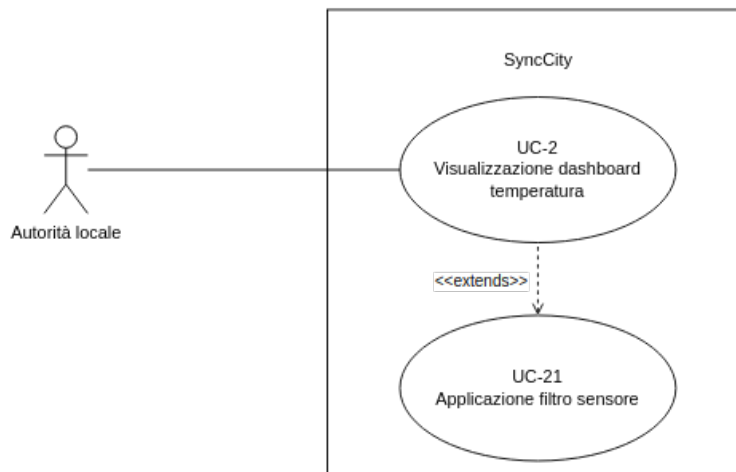 SyncCity
UC-2
Visualizzazione dashboard
temperatura
Autorità locale
<<extends>>
UC-21
Applicazione filtro sensore